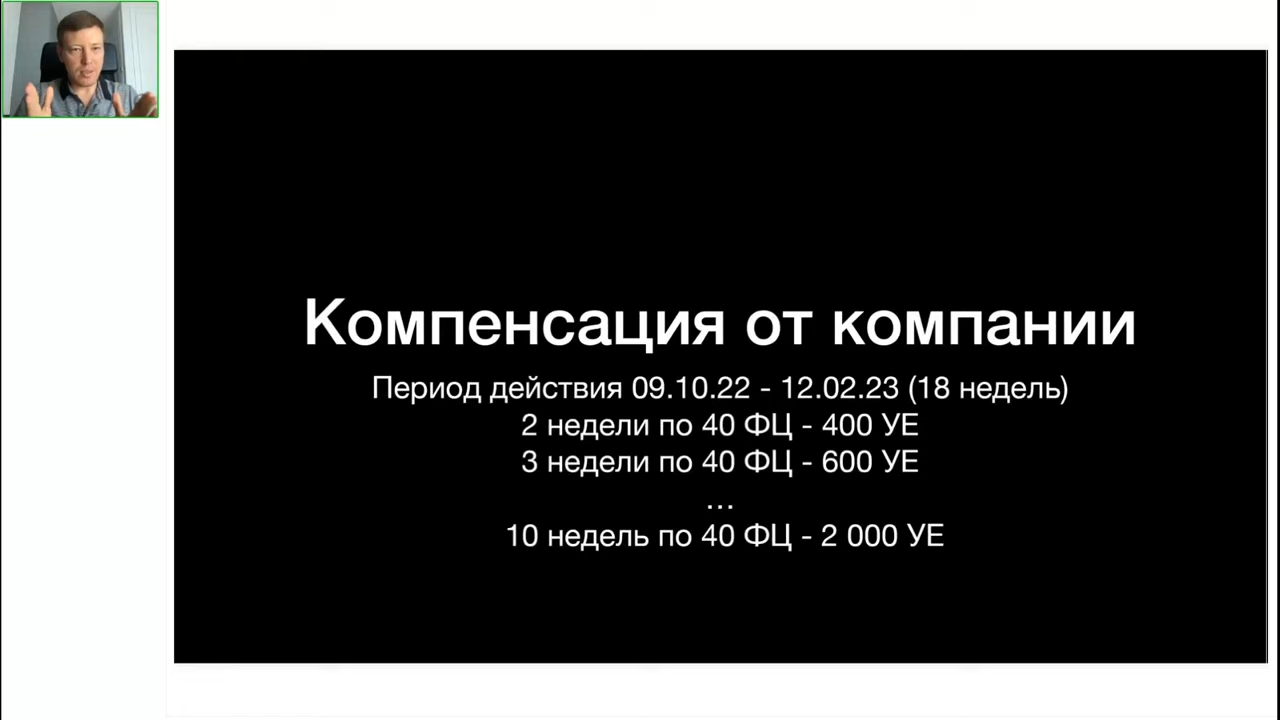 Компенсация от компании
Период действия 09.10.22 - 12.02.23 (18 недель)
2 недели по 40 ФЦ - 400 УЕ
3 недели по 40 ФЦ - 600 УЕ
...
10 недель по 40 ФЦ - 2 000 УЕ